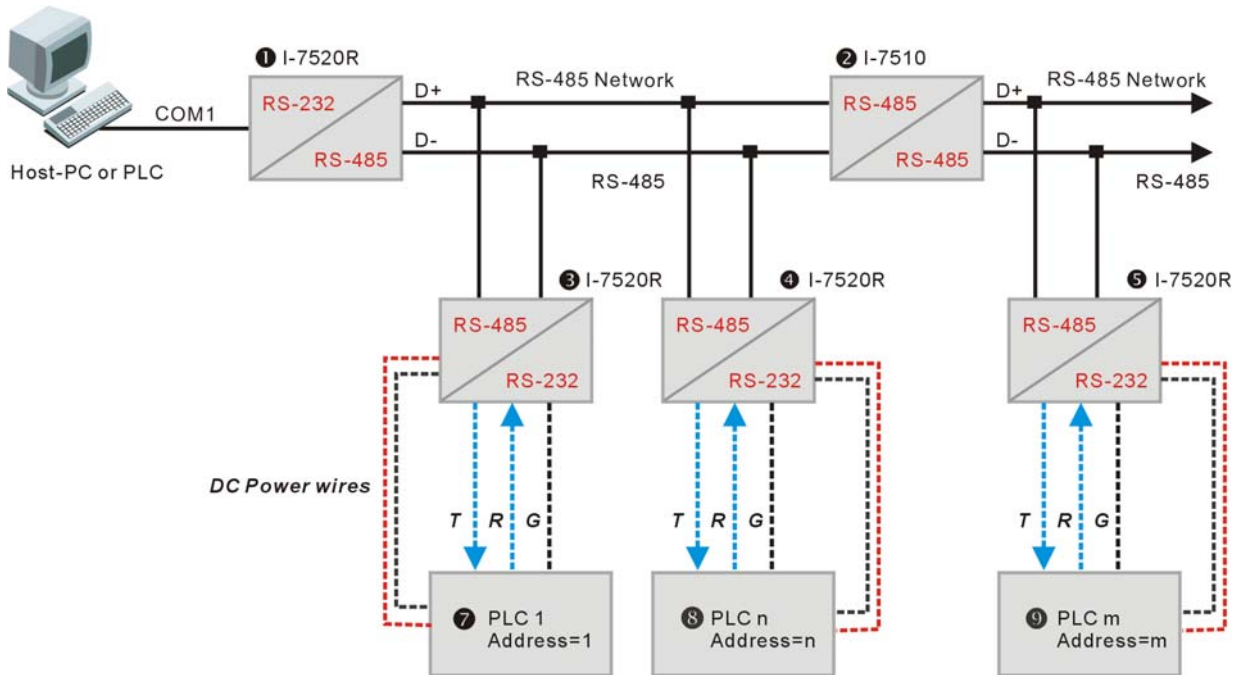 ❶ I-7520R
❷ I-7510
RS-485 Network
RS-485 Network
D+
D+
RS-232
RS-485
COM1
D-
D-
RS-485
RS-485
Host-PC or PLC
RS-485
RS-485
❸ I-7520R
❹ I-7520R
❺ I-7520R
RS-485
RS-485
RS-485
RS-232
RS-232
RS-232
DC Power wires
T R G
T R G
T R G
❼ PLC 1
Address=1
❽ PLC n
Address=n
❾ PLC m
Address=m